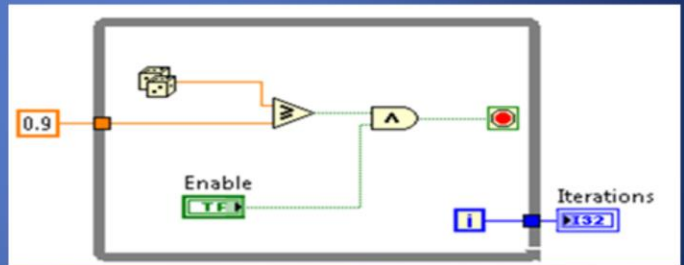 0.9
≥
∧
Enable
TF
i
Iterations
I32